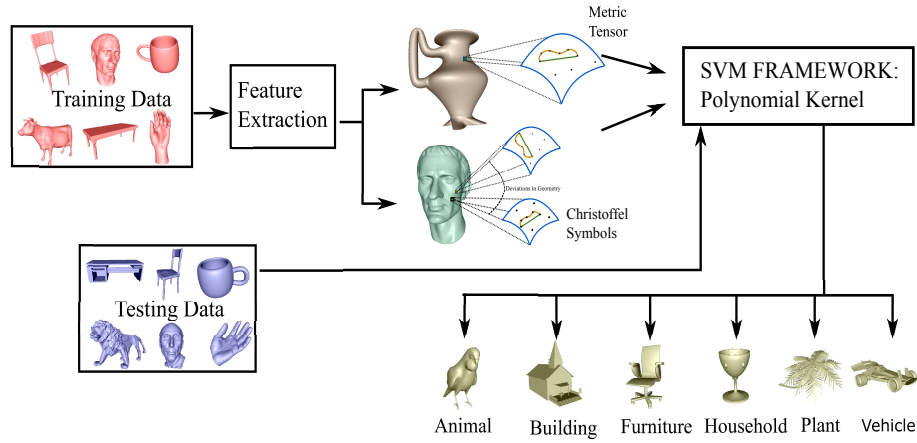 Training Data
Feature
Extraction
Metric
Tensor
Deviations in Geometry
Christoffel
Symbols
SVM FRAMEWORK:
Polynomial Kernel
Testing Data
Animal
Building
Furniture
Household
Plant
Vehicle